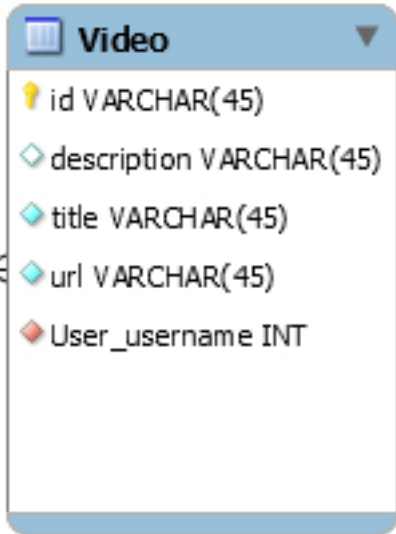 Video
id VARCHAR(45)
description VARCHAR(45)
title VARCHAR(45)
url VARCHAR(45)
User_username INT